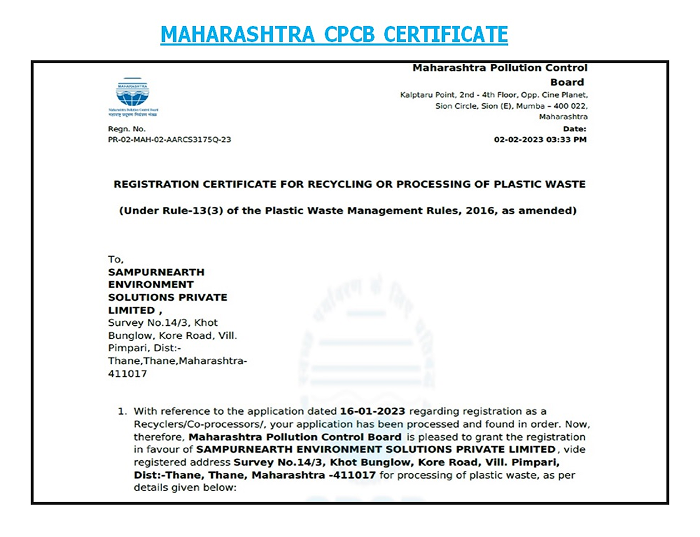 MAHARASHTRA CPCB CERTIFICATE
Maharashtra Pollution Control
Board
Kalptaru Point, 2nd - 4th Floor, Opp. Cine Planet,
Sion Circle, Sion (E), Mumba – 400 022,
Maharashtra
Regn. No.
Date:
PR-02-MAH-02-AARCS3175Q-23
02-02-2023 03:33 PM
REGISTRATION CERTIFICATE FOR RECYCLING OR PROCESSING OF PLASTIC WASTE
(Under Rule-13(3) of the Plastic Waste Management Rules, 2016, as amended)
To,
SAMPURNEARTH
ENVIRONMENT
SOLUTIONS PRIVATE
LIMITED ,
Survey No.14/3, Khot
Bunglow, Kore Road, Vill.
Pimpari, Dist:-
Thane,Thane,Maharashtra-
411017
1. With reference to the application dated 16-01-2023 regarding registration as a
Recyclers/Co-processors/, your application has been processed and found in order. Now,
therefore, Maharashtra Pollution Control Board is pleased to grant the registration
in favour of SAMPURNEARTH ENVIRONMENT SOLUTIONS PRIVATE LIMITED, vide
registered address Survey No.14/3, Khot Bunglow, Kore Road, Vill. Pimpari,
Dist:-Thane, Thane, Maharashtra -411017 for processing of plastic waste, as per
details given below: